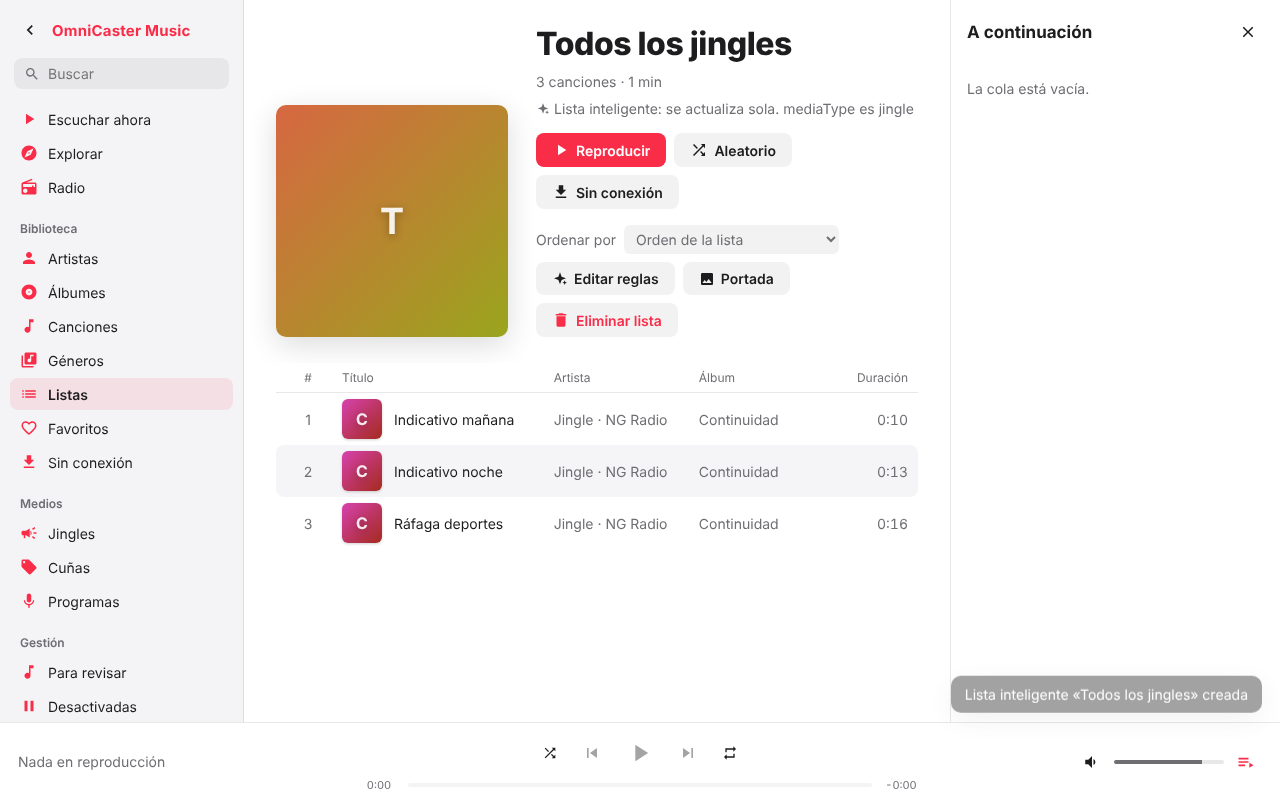 OmniCaster Music
Buscar
Escuchar ahora
Explorar
Radio
Biblioteca
Artistas
Álbumes
Canciones
Géneros
Listas
Favoritos
Sin conexión
Medios
Jingles
Cuñas
Programas
Gestión
Para revisar
Desactivadas
T
Todos los jingles
3 canciones · 1 min
Lista inteligente: se actualiza sola. mediaType es jingle
Reproducir
Aleatorio
Sin conexión
Ordenar por Orden de la lista
Editar reglas
Portada
Eliminar lista
# Título Artista Álbum Duración
1 C Indicativo mañana Jingle · NG Radio Continuidad 0:10
2 C Indicativo noche Jingle · NG Radio Continuidad 0:13
3 C Ráfaga deportes Jingle · NG Radio Continuidad 0:16
A continuación
La cola está vacía.
Lista inteligente «Todos los jingles» creada
Nada en reproducción
0:00
-0:00